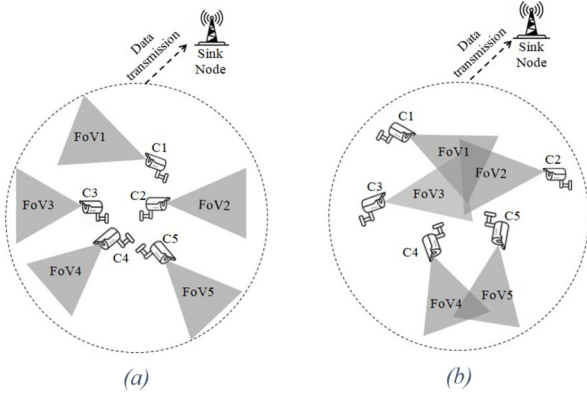 Data
transmission
Sink
Node
FoV1
C1
C3
C2
FoV3
FoV2
C4
C5
FoV4
FoV5
(a)
Data
transmission
Sink
Node
C1
FoV1
C2
FoV2
C3
FoV3
C5
C4
FoV4
FoV5
(b)